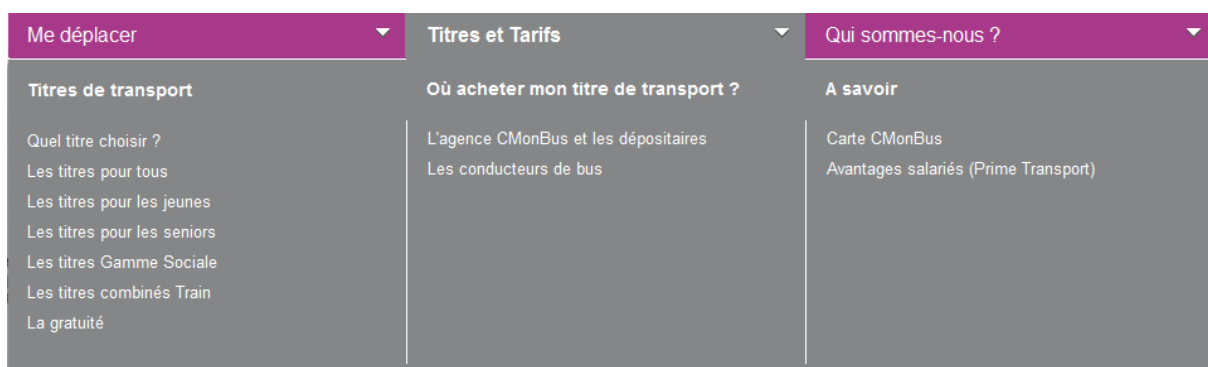 Me déplacer
Titres et Tarifs
Qui sommes-nous ?
Titres de transport
Quel titre choisir ?
Les titres pour tous
Les titres pour les jeunes
Les titres pour les seniors
Les titres Gamme Sociale
Les titres combinés Train
La gratuité
Où acheter mon titre de transport ?
L'agence CMonBus et les dépositaires
Les conducteurs de bus
A savoir
Carte CMonBus
Avantages salariés (Prime Transport)